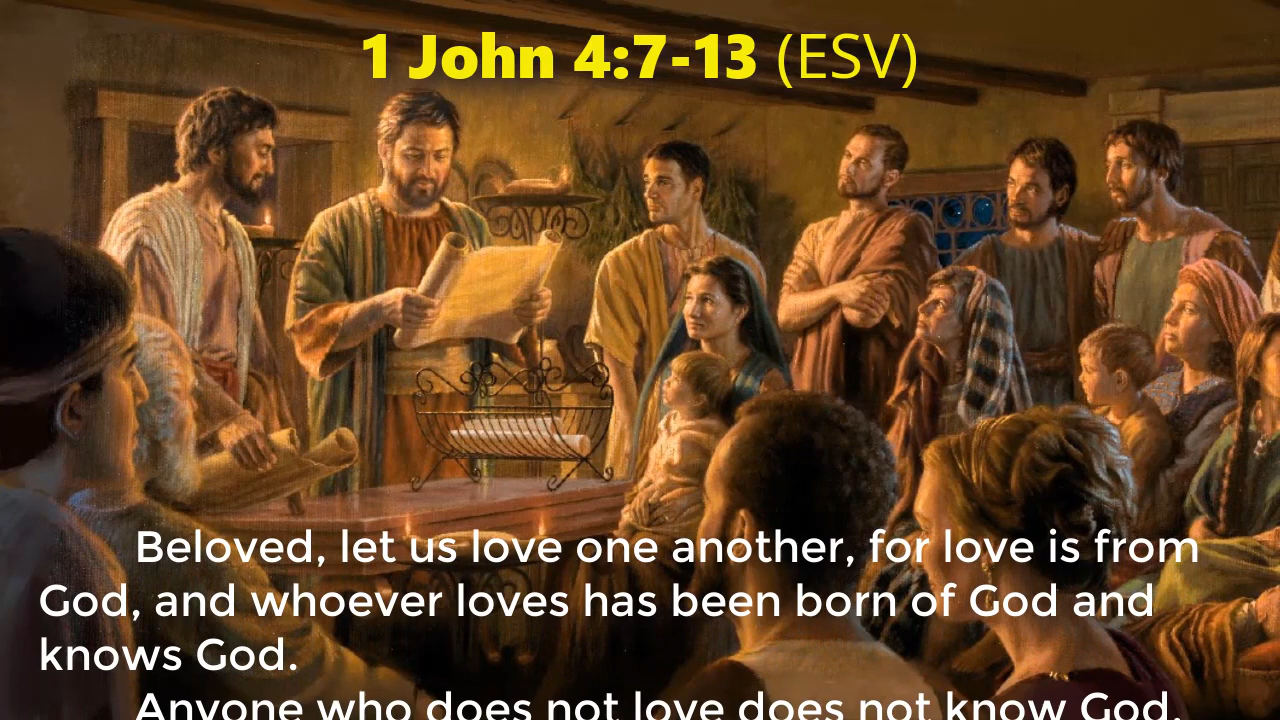 1 John 4:7-13 (ESV)
Beloved, let us love one another, for love is from
God, and whoever loves has been born of God and
knows God.
Anyone who does not love does not know God